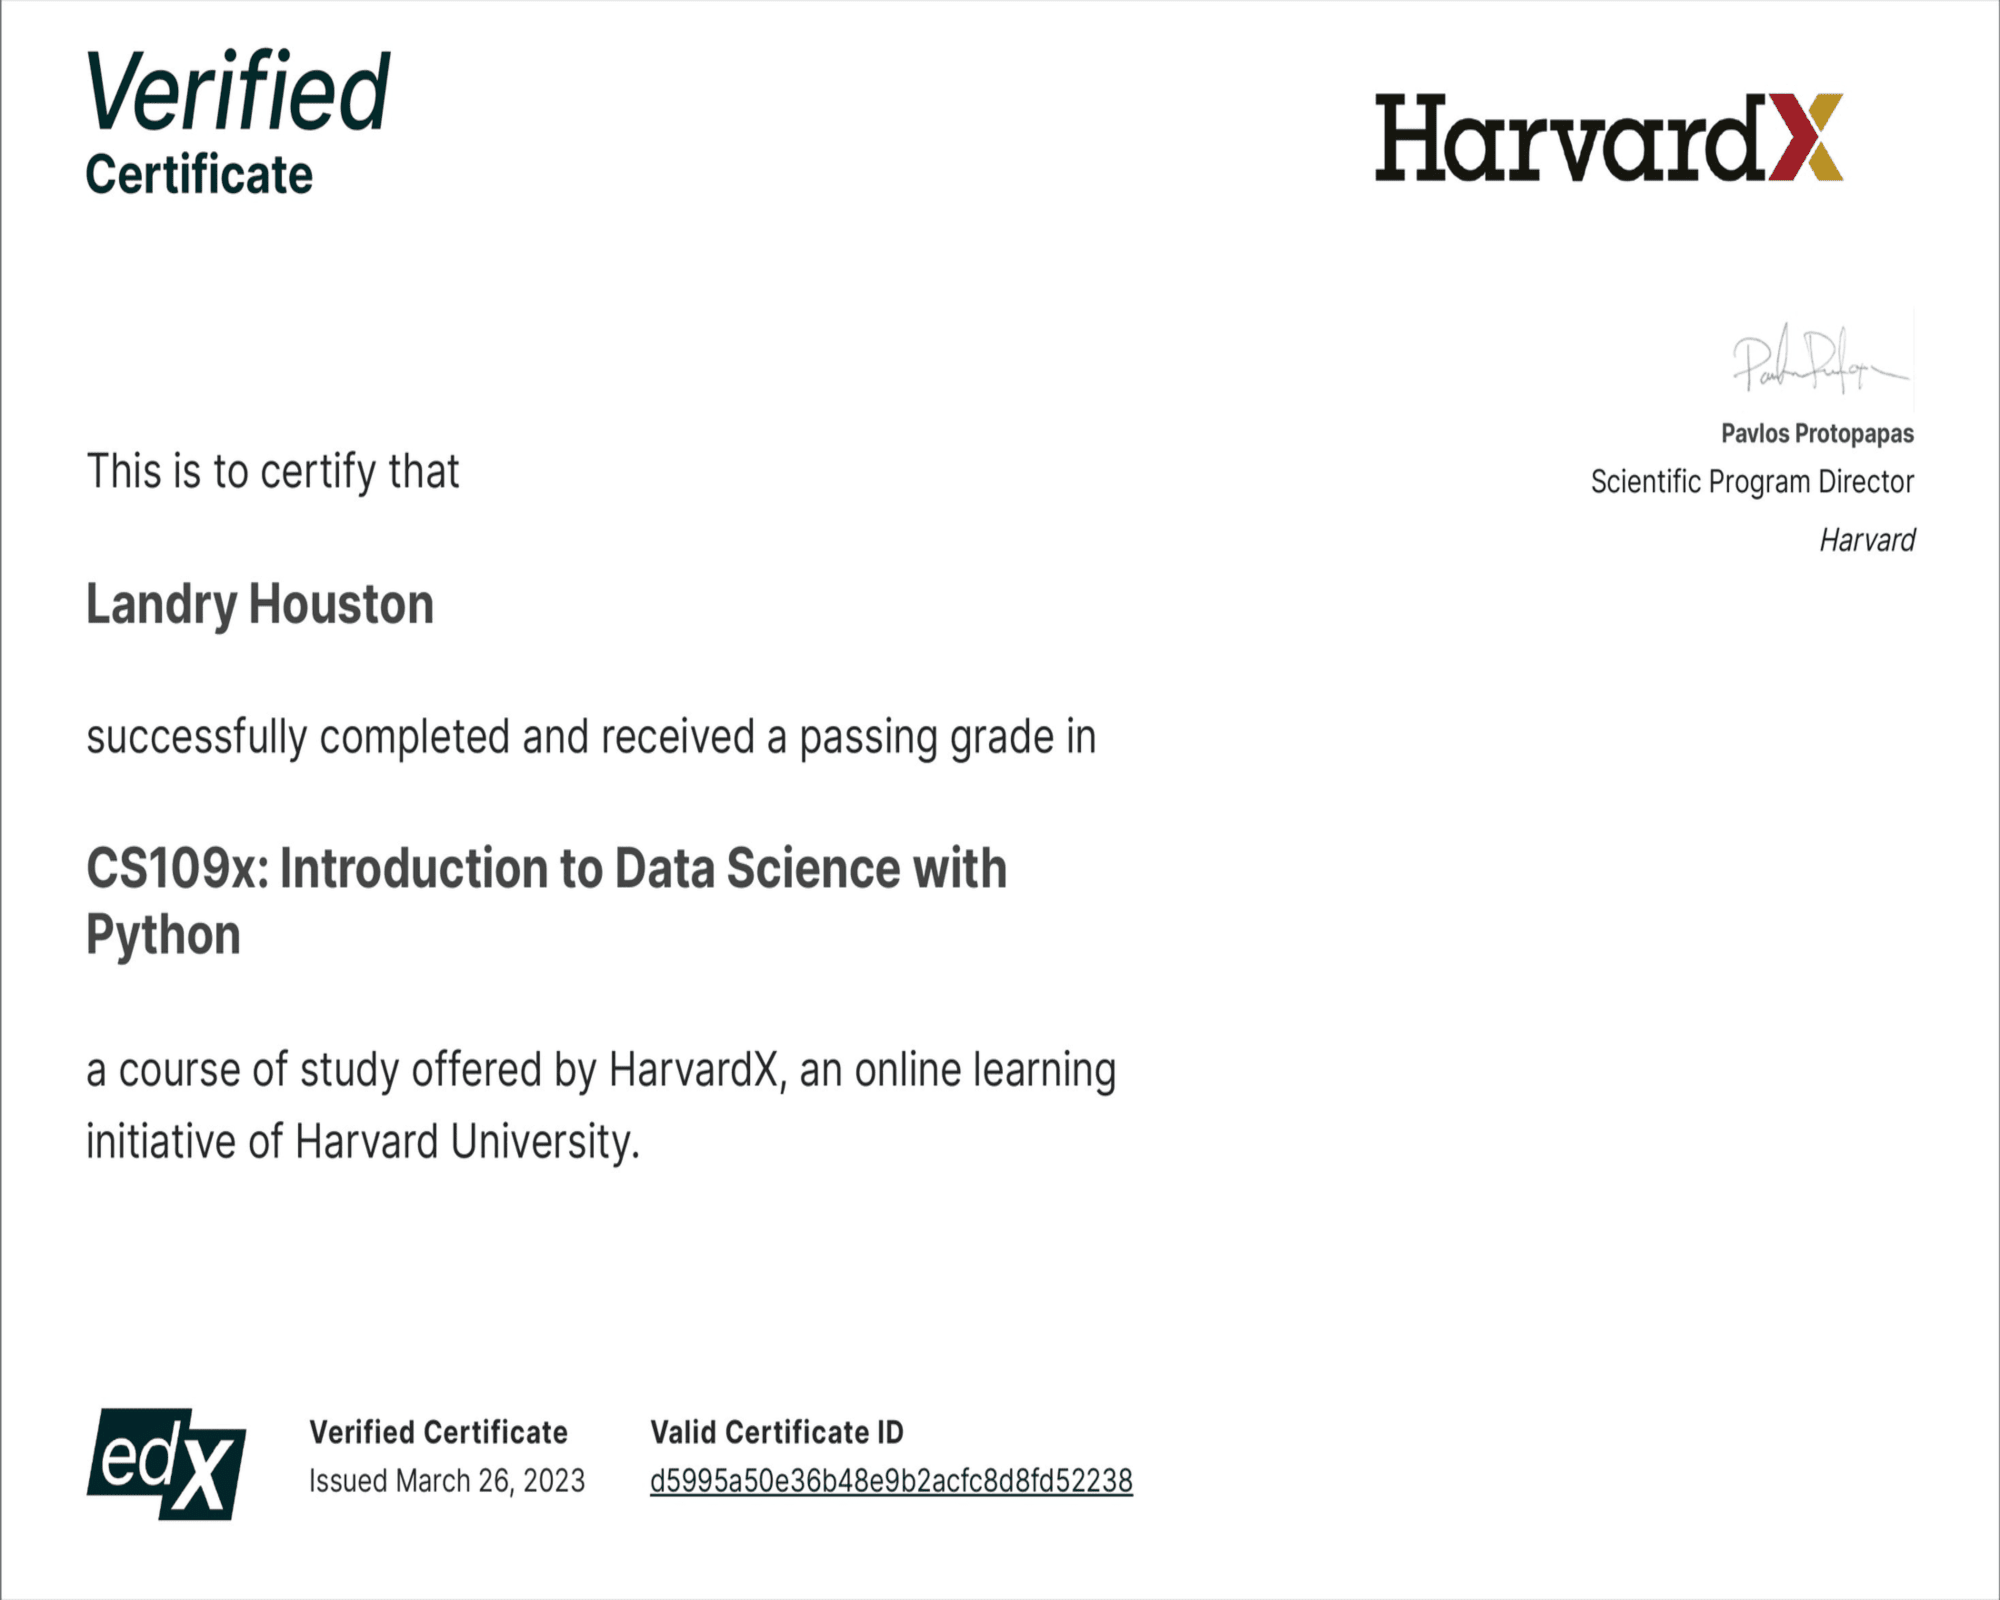 Verified
Certificate
HarvardX
Pavlos Protopapas
Scientific Program Director
Harvard
This is to certify that
Landry Houston
successfully completed and received a passing grade in
CS109x: Introduction to Data Science with
Python
a course of study offered by HarvardX, an online learning
initiative of Harvard University.
edX
Verified Certificate
Issued March 26, 2023
Valid Certificate ID
d5995a50e36b48e9b2acfc8d8fd52238